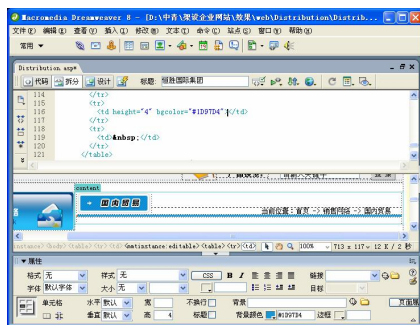 Macromedia Dreamweaver 8 - [D:\中青\架设企业网站\效果\web\Distribution\Distrib...
文件(F) 编辑(E) 查看(V) 插入(I) 修改(M) 文本(T) 命令(C) 站点(S) 窗口(W) 帮助(H)
常用
Distribution asp*
代码 拆分 设计 标题: 恒胜国际集团
114 </tr>
115 <tr>
116 <td height="4" bgcolor="#1D97D4"></td>
117 </tr>
118 <tr>
119 <td>&nbsp;</td>
120 </tr>
121 </table>
content
国内贸易
当前位置: 首页 -> 销售网络 -> 国内贸易
<mmtinstance:editable><table><tr><td> 100% 713 x 117 12 K / 2 秒
属性
格式 无 样式 无 CSS B I 链接
字体 默认字体 大小 无 目标
单元格 水平 默认 宽 不换行 背景 页面属
垂直 默认 高 4 标题 背景颜色 #1D97D4 边框